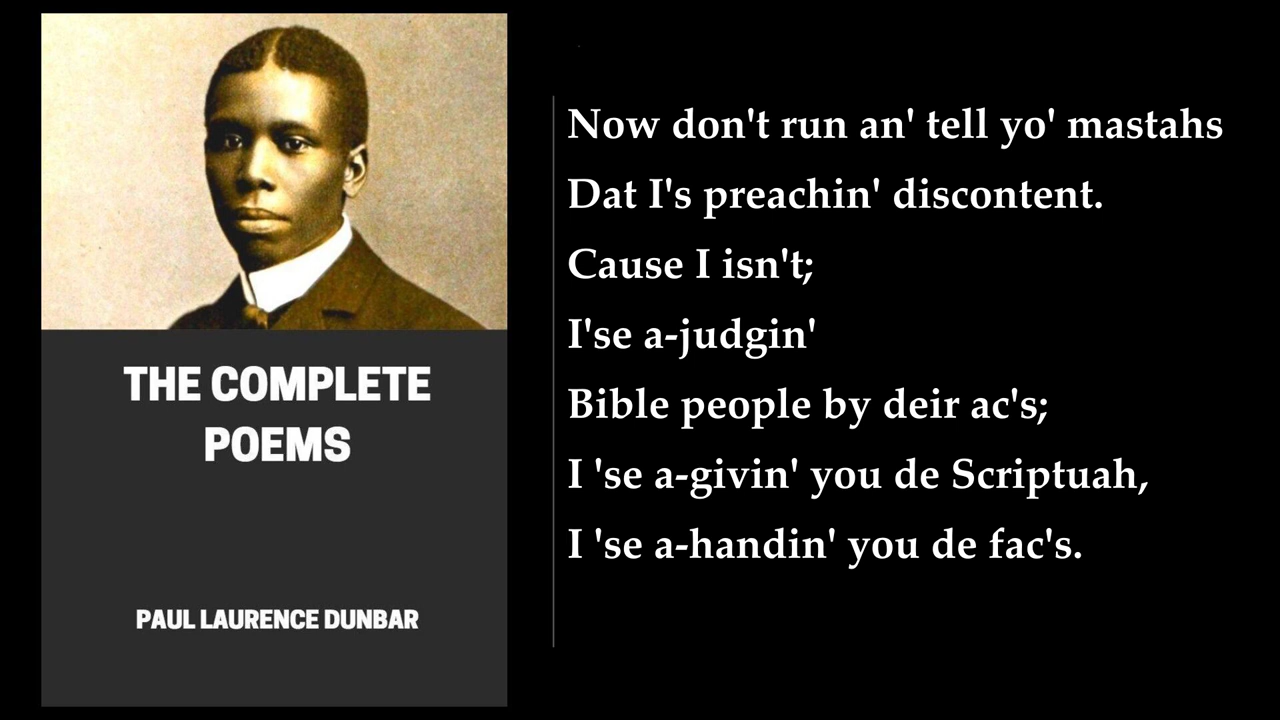 THE COMPLETE
POEMS
PAUL LAURENCE DUNBAR
Now don't run an' tell yo' mastahs
Dat I's preachin' discontent.
Cause I isn't;
I'se a-judgin'
Bible people by deir ac's;
I 'se a-givin' you de Scriptuah,
I 'se a-handin' you de fac's.